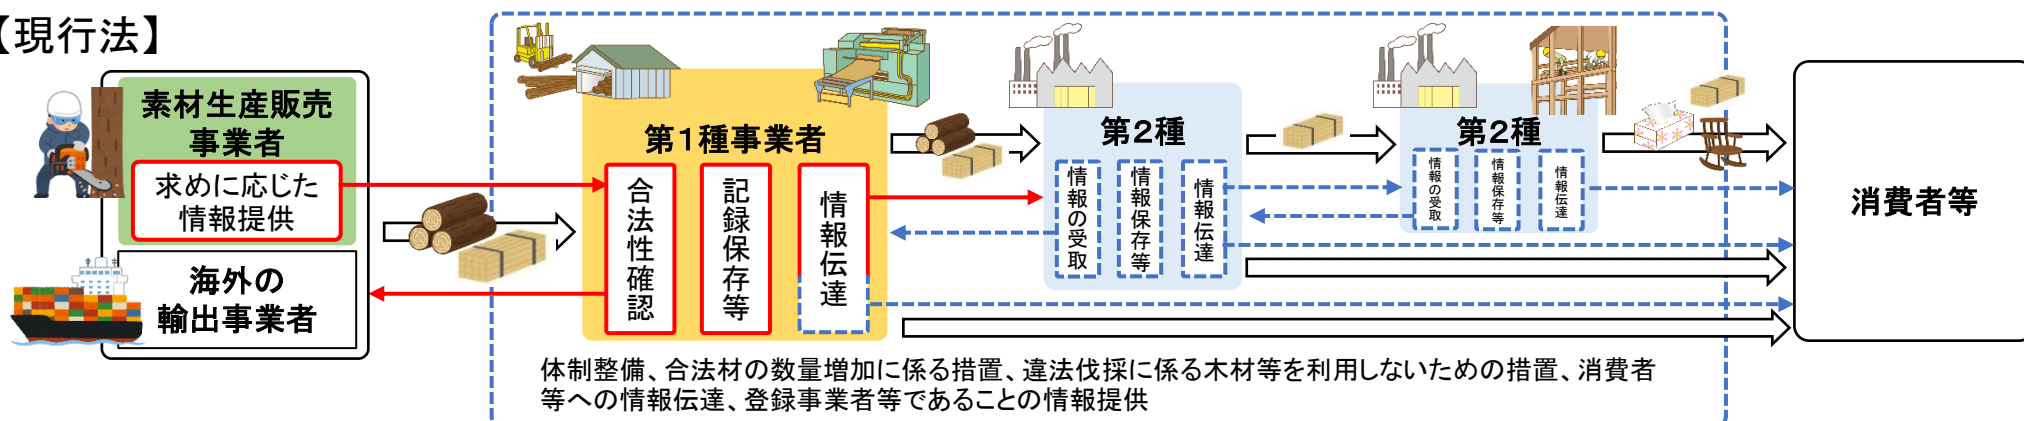 【現行法】
素材生産販売
事業者
求めに応じた
情報提供
海外の
輸出事業者
第1種事業者
合法性確認
記録保存等
情報伝達
第2種
情報の受取
情報保存等
情報伝達
第2種
情報の受取
情報保存等
情報伝達
消費者等
体制整備、合法材の数量増加に係る措置、違法伐採に係る木材等を利用しないための措置、消費者
等への情報伝達、登録事業者等であることの情報提供